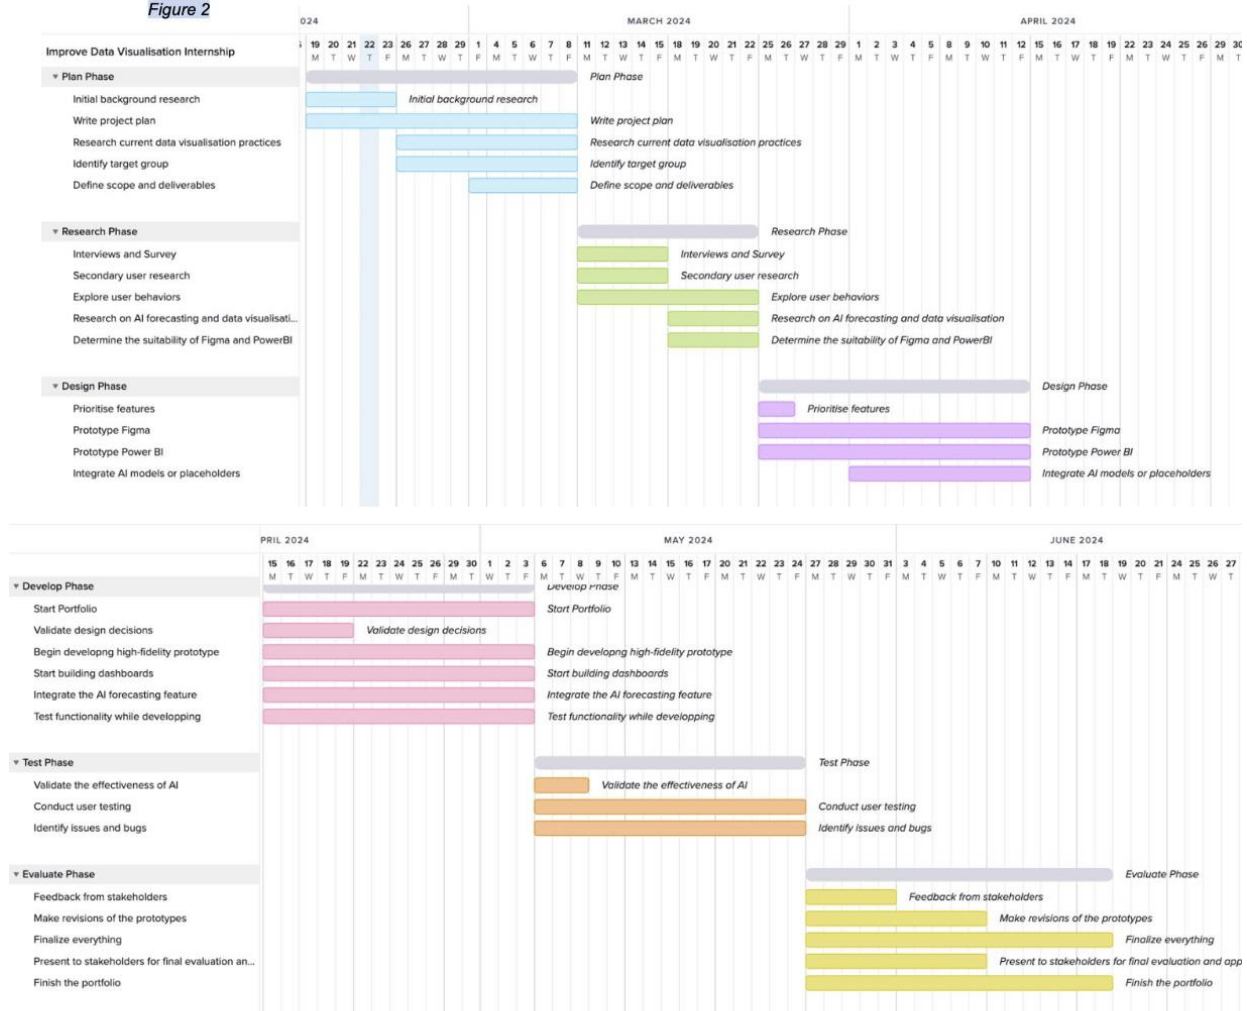 Figure 2
024 MARCH 2024 APRIL 2024
Improve Data Visualisation Internship
19 20 21 22 23 26 27 28 29 1 4 5 6 7 8 11 12 13 14 15 18 19 20 21 22 25 26 27 28 29 1 2 3 4 5 8 9 10 11 12 15 16 17 18 19 22 23 24 25 26 29 30
M T W T F M T W T F M T W T F M T W T F M T W T F M T W T F M T W T F M T W T F M T W T F M T W T F M T
Plan Phase Plan Phase
Initial background research Initial background research
Write project plan Write project plan
Research current data visualisation practices Research current data visualisation practices
Identify target group Identify target group
Define scope and deliverables Define scope and deliverables
Research Phase Research Phase
Interviews and Survey Interviews and Survey
Secondary user research Secondary user research
Explore user behaviors Explore user behaviors
Research on AI forecasting and data visualisati... Research on AI forecasting and data visualisation
Determine the suitability of Figma and PowerBI Determine the suitability of Figma and PowerBI
Design Phase Design Phase
Prioritise features Prioritise features
Prototype Figma Prototype Figma
Prototype Power BI Prototype Power BI
Integrate AI models or placeholders Integrate AI models or placeholders
PRIL 2024 MAY 2024 JUNE 2024
15 16 17 18 19 22 23 24 25 26 29 30 1 2 3 6 7 8 9 10 13 14 15 16 17 20 21 22 23 24 27 28 29 30 31 3 4 5 6 7 10 11 12 13 14 17 18 19 20 21 24 25 26 27
M T W T F M T W T F M T W T F M T W T F M T W T F M T W T F M T W T F M T W T F M T W T F M T W T F M T W T
Develop Phase Develop Phase
Start Portfolio Start Portfolio
Validate design decisions Validate design decisions
Begin developng high-fidelity prototype Begin developng high-fidelity prototype
Start building dashboards Start building dashboards
Integrate the AI forecasting feature Integrate the AI forecasting feature
Test functionality while developping Test functionality while developping
Test Phase Test Phase
Validate the effectiveness of AI Validate the effectiveness of AI
Conduct user testing Conduct user testing
Identify issues and bugs Identify issues and bugs
Evaluate Phase Evaluate Phase
Feedback from stakeholders Feedback from stakeholders
Make revisions of the prototypes Make revisions of the prototypes
Finalize everything Finalize everything
Present to stakeholders for final evaluation an... Present to stakeholders for final evaluation and app
Finish the portfolio Finish the portfolio